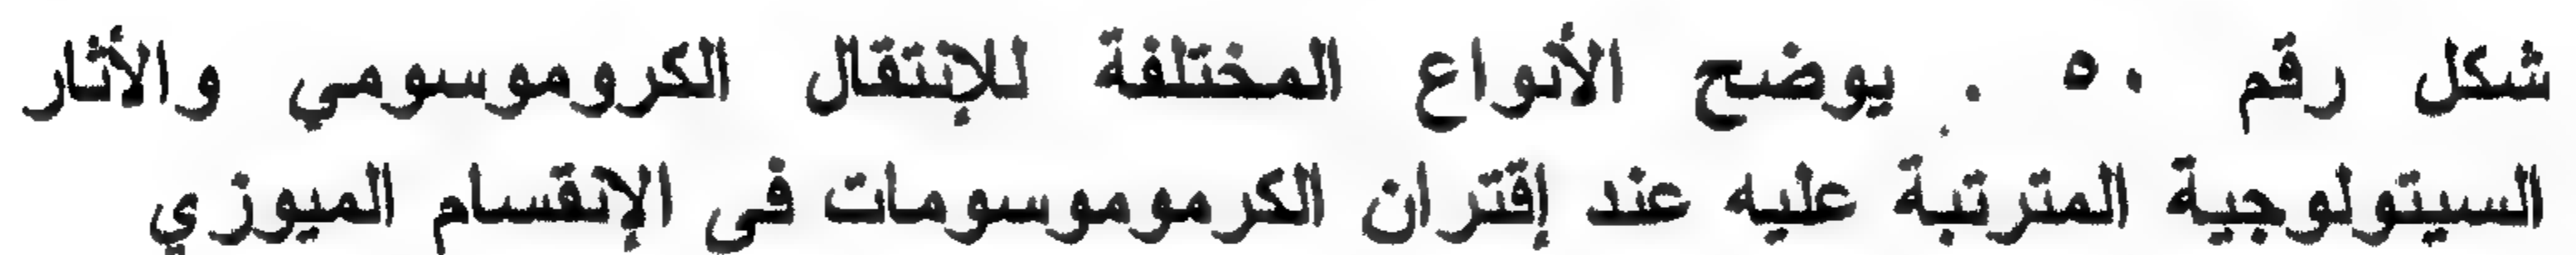 شكل رقم ٥٠ . يوضح الأنواع المختلفة للإنتقال الكروموسومي والأثار
السيتولوجية المترتبة عليه عند إقتران الكرموموسومات فى الإنقسام الميوزي